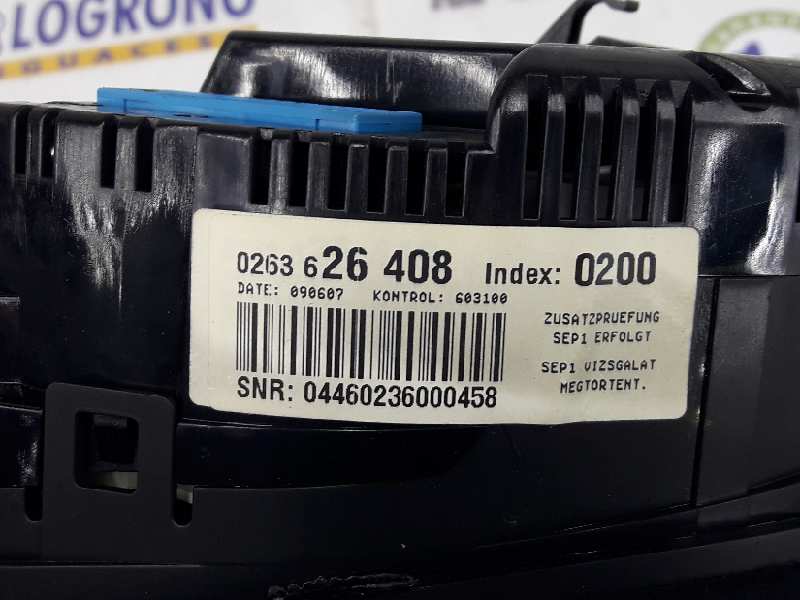 LOGROÑO
0263 626 408 Index: 0200
DATE: 090607 KONTROL: 603100
ZUSATZPRUEFUNG
SEP1 ERFOLGT
SEP1 VIZSGALAT
MEGTORTENT.
SNR: 04460236000458